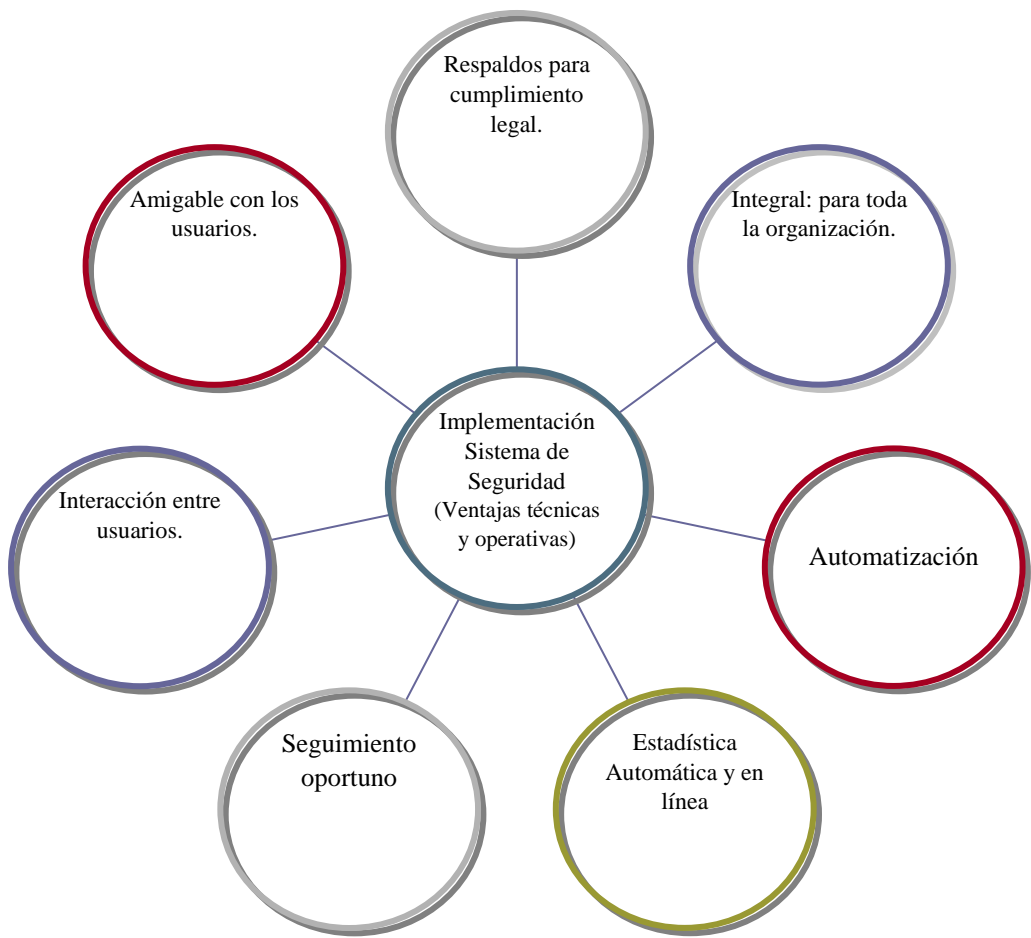 Respaldos para
cumplimiento
legal.
Amigable con los
usuarios.
Integral: para toda
la organización.
Implementación
Sistema de
Seguridad
(Ventajas técnicas
y operativas)
Interacción entre
usuarios.
Automatización
Seguimiento
oportuno
Estadística
Automática y en
línea